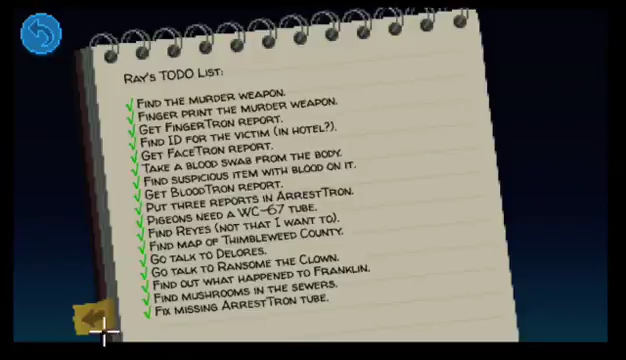 Ray's TODO List:
Find the murder weapon.
Finger print the murder weapon.
Get FingerTron report.
Find ID for the victim (in hotel?).
Get FaceTron report.
Take a blood swab from the body.
Find suspicious item with blood on it.
Get BloodTron report.
Put three reports in ArrestTron.
Pigeons need a WC-67 tube.
Find Reyes (not that I want to).
Find map of Thimbleweed County.
Go talk to Delores.
Go talk to Ransome the Clown.
Find out what happened to Franklin.
Find mushrooms in the sewers.
Fix missing ArrestTron tube.